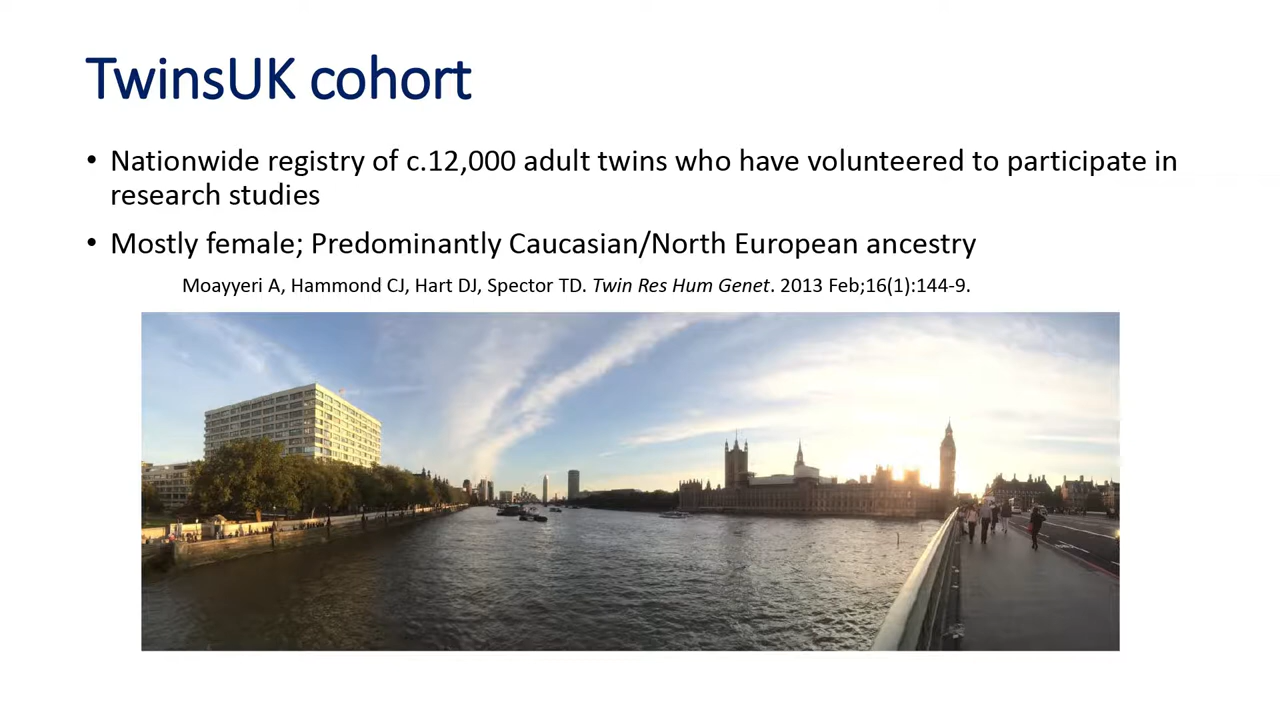 TwinsUK cohort
• Nationwide registry of c.12,000 adult twins who have volunteered to participate in
research studies
• Mostly female; Predominantly Caucasian/North European ancestry
Moayyeri A, Hammond CJ, Hart DJ, Spector TD. Twin Res Hum Genet. 2013 Feb;16(1):144-9.